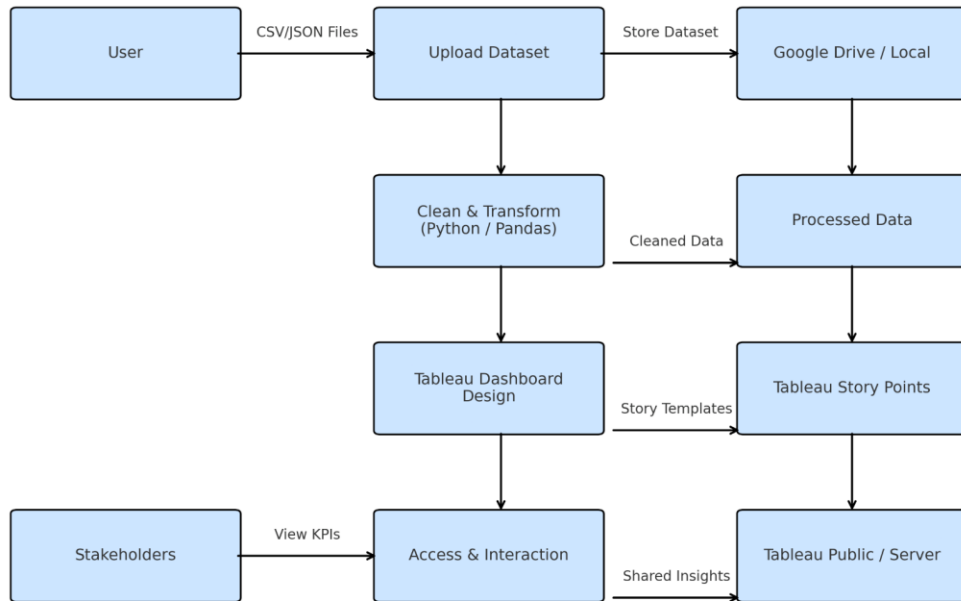 CSV/JSON Files
Store Dataset
User
Upload Dataset
Google Drive / Local
Clean & Transform
(Python / Pandas)
Processed Data
Cleaned Data
Tableau Dashboard
Design
Tableau Story Points
Story Templates
View KPIs
Stakeholders
Access & Interaction
Tableau Public / Server
Shared Insights